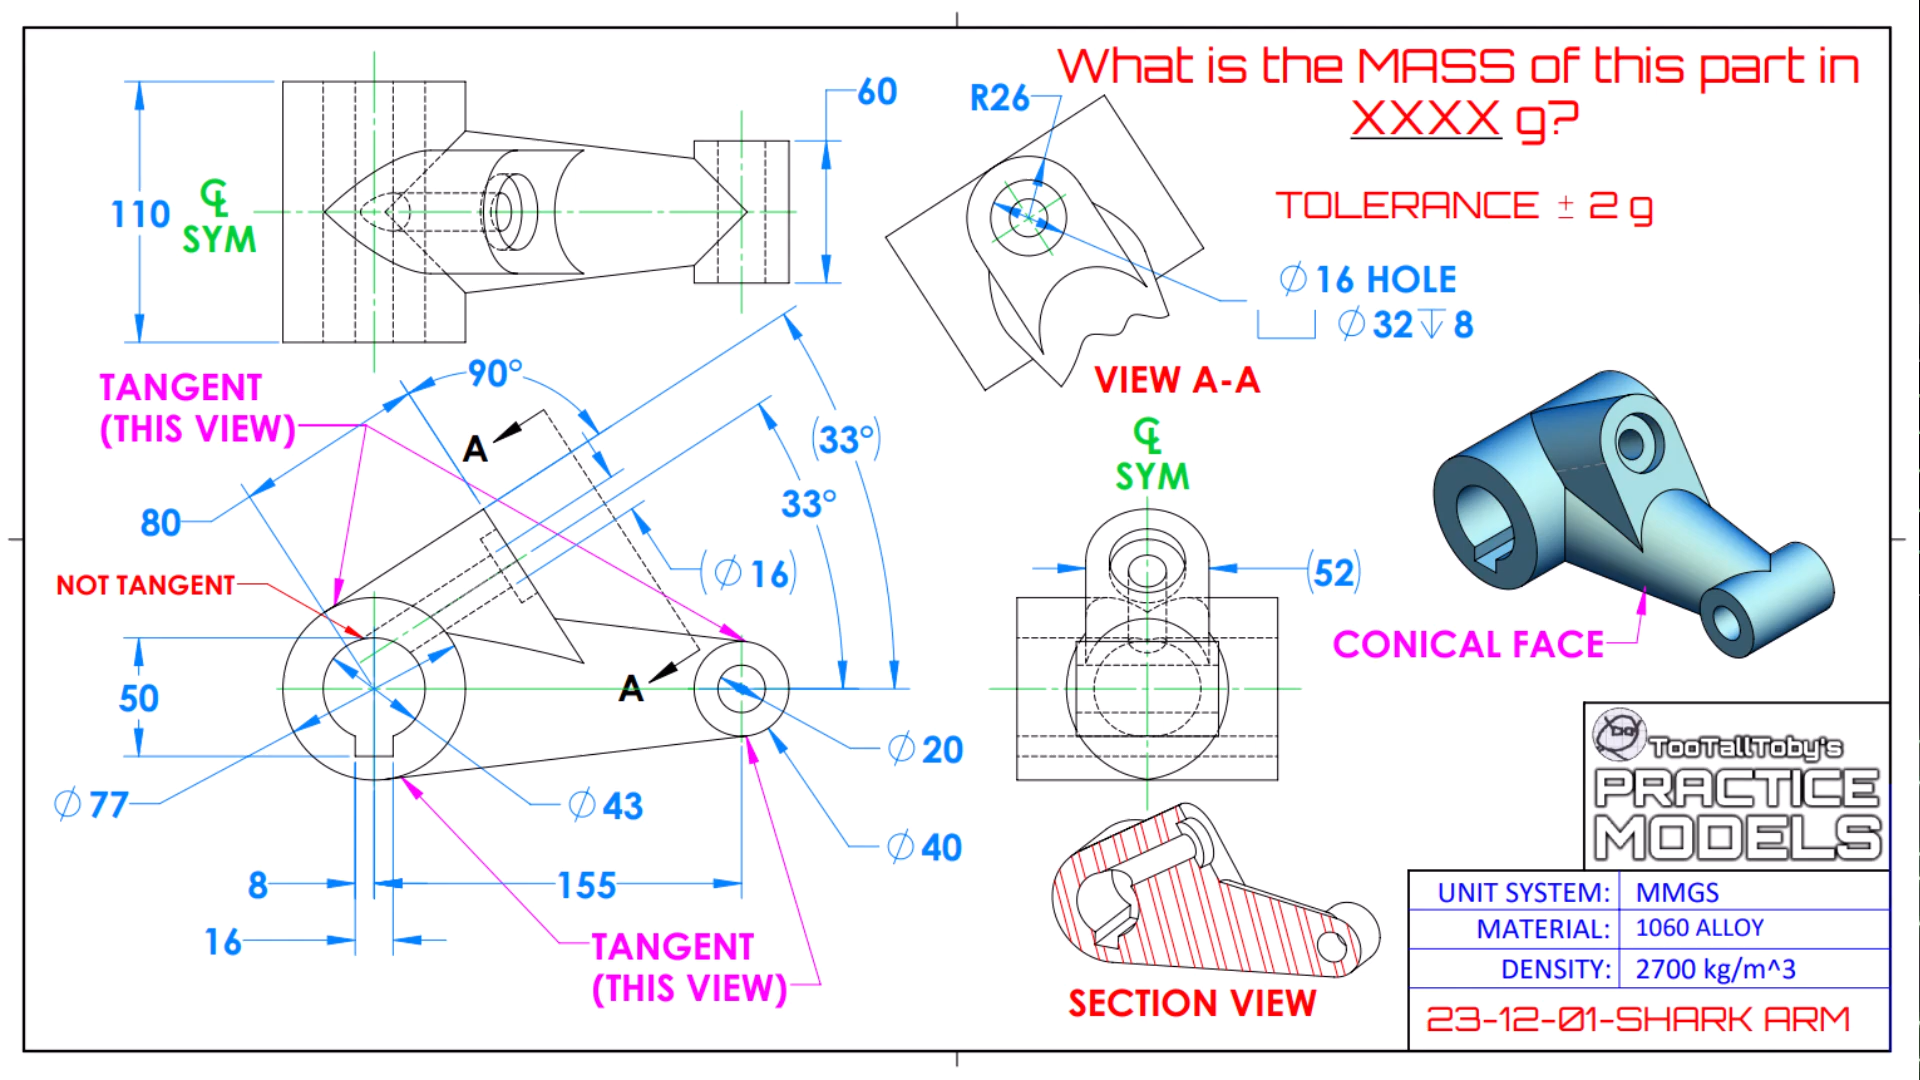 What is the MASS of this part in
XXXX g?
TOLERANCE ± 2 g
60
R26
110
℄
SYM
∅16 HOLE
⌴ ∅32↧8
VIEW A-A
TANGENT
(THIS VIEW)
90°
A
(33°)
33°
80
℄
SYM
NOT TANGENT
(∅16)
(52)
CONICAL FACE
50
A
∅20
∅77
∅43
∅40
8
155
16
TANGENT
(THIS VIEW)
SECTION VIEW
TooTallToby's
PRACTICE
MODELS
UNIT SYSTEM: MMGS
MATERIAL: 1060 ALLOY
DENSITY: 2700 kg/m^3
23-12-01-SHARK ARM